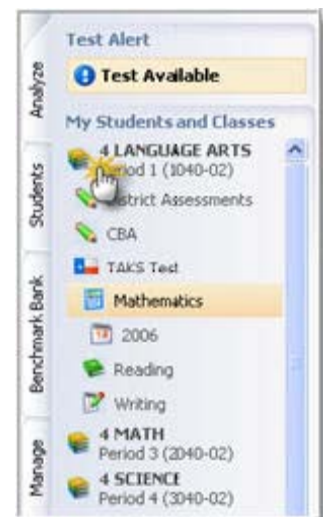 Test Alert
Test Available
My Students and Classes
4 LANGUAGE ARTS
Period 1 (1040-02)
District Assessments
CBA
TAKS Test
Mathematics
2006
Reading
Writing
4 MATH
Period 3 (2040-02)
4 SCIENCE
Period 4 (3040-02)
Analyze
Students
Benchmark Bank
Manage